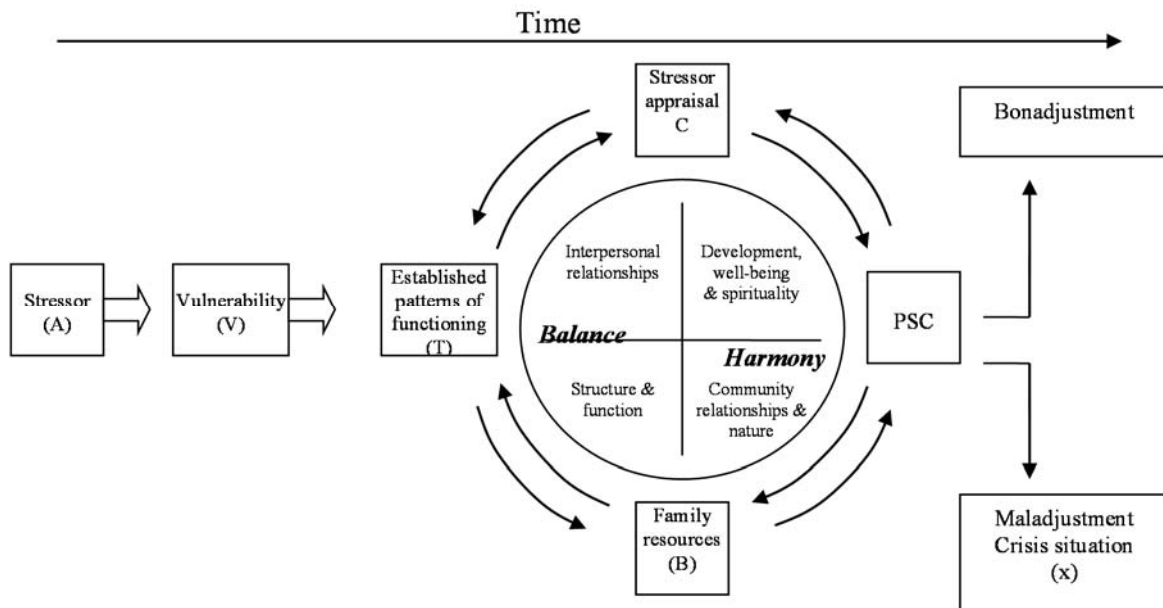 Time
Stressor
appraisal
C
Bonadjustment
Interpersonal
relationships
Development,
well-being
& spirituality
Stressor
(A)
Vulnerability
(V)
Established
patterns of
functioning
(T)
PSC
Balance
Harmony
Structure &
function
Community
relationships &
nature
Family
resources
(B)
Maladjustment
Crisis situation
(x)